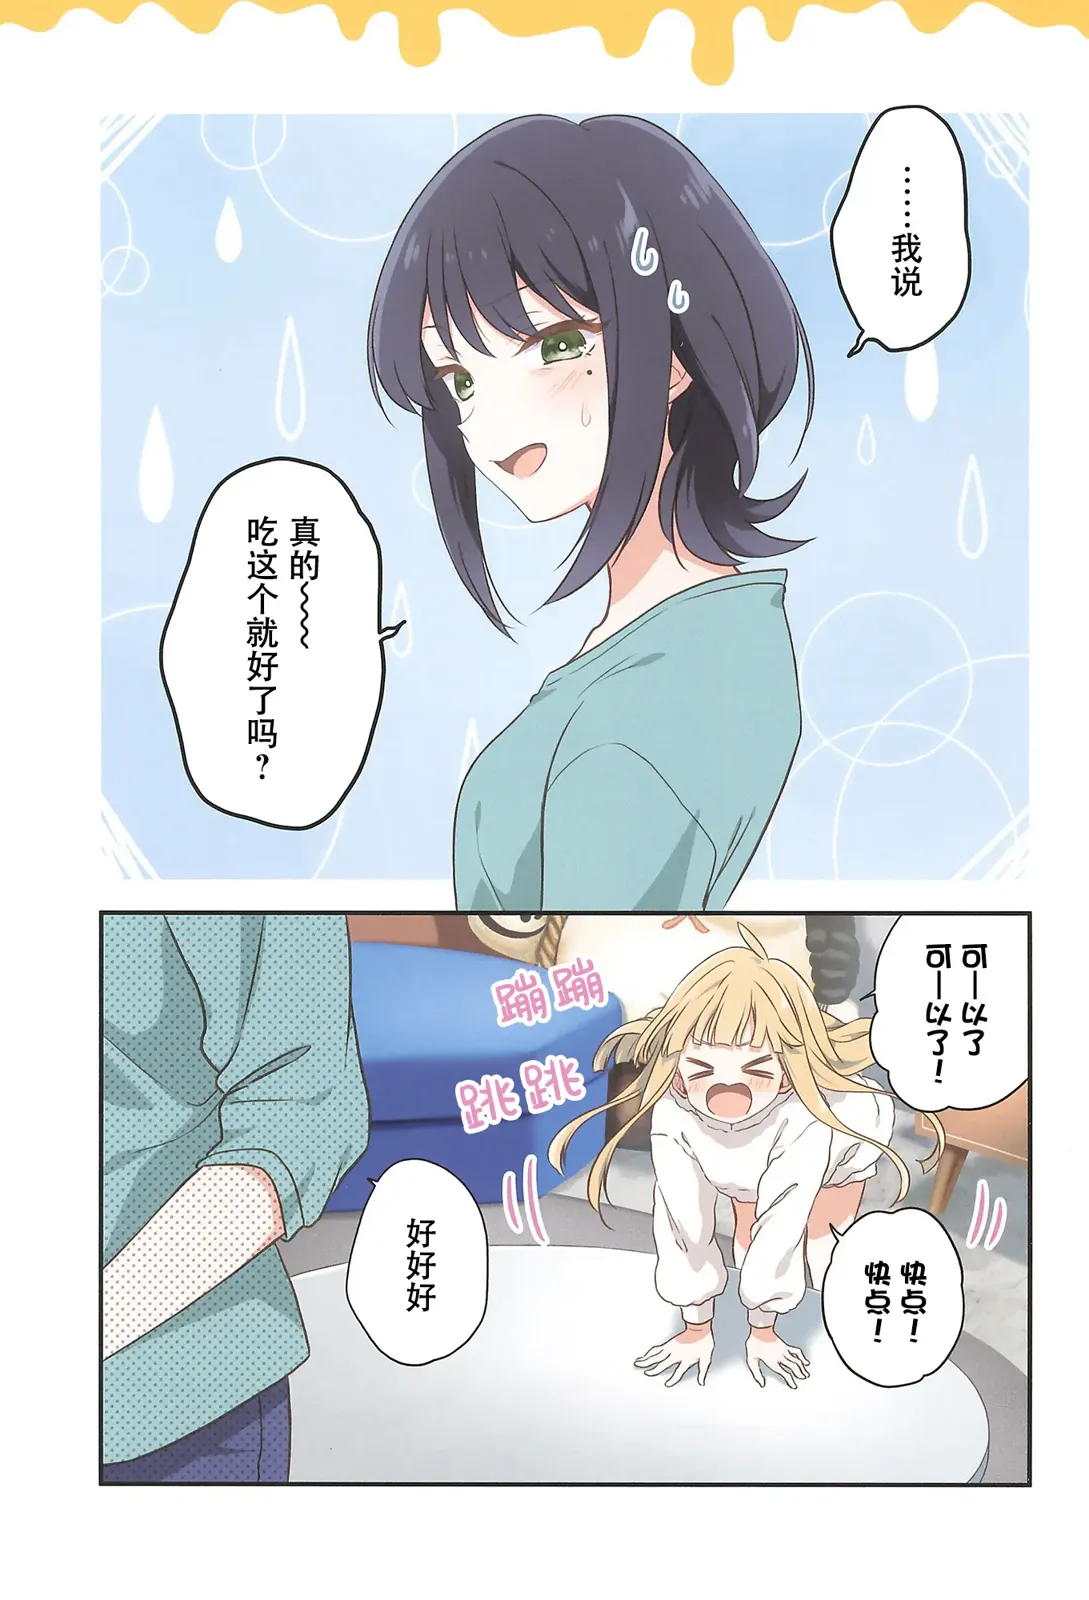 ……我说
真的~~~
吃这个就好了吗?
可—以了
可—以了!
蹦蹦
跳跳
快点!
快点!
好好好